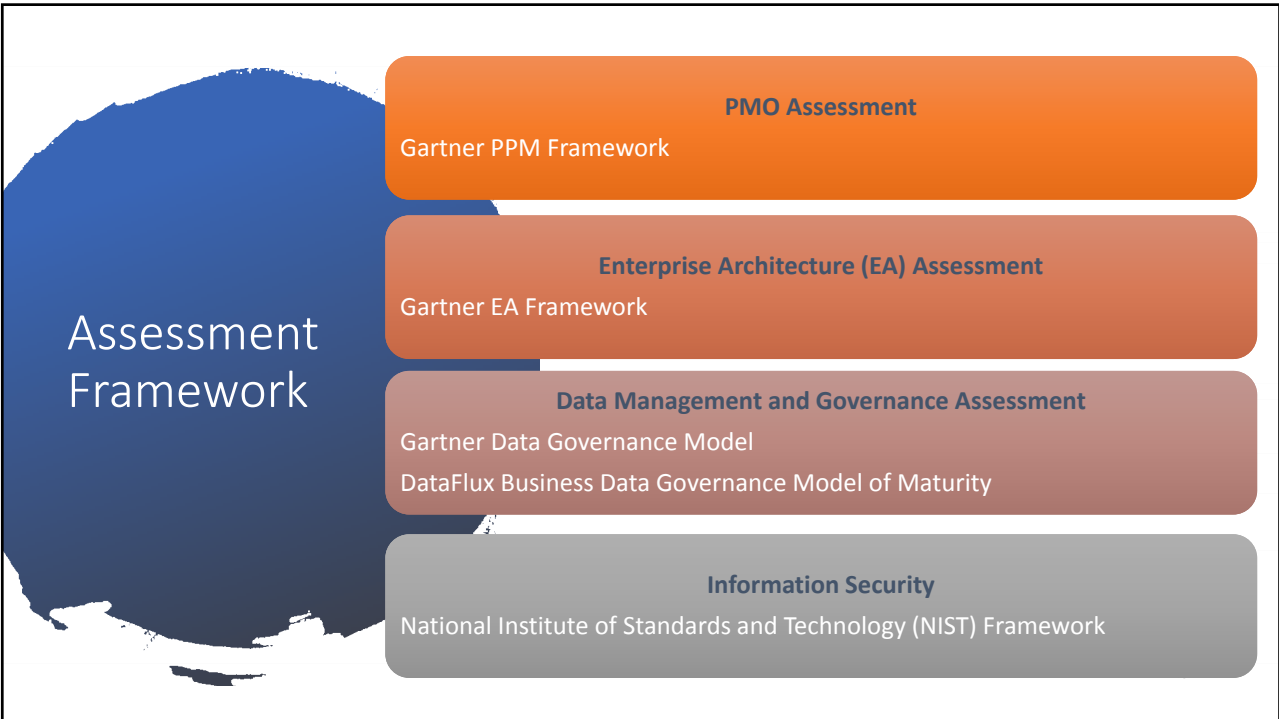 Assessment
Framework
PMO Assessment
Gartner PPM Framework
Enterprise Architecture (EA) Assessment
Gartner EA Framework
Data Management and Governance Assessment
Gartner Data Governance Model
DataFlux Business Data Governance Model of Maturity
Information Security
National Institute of Standards and Technology (NIST) Framework